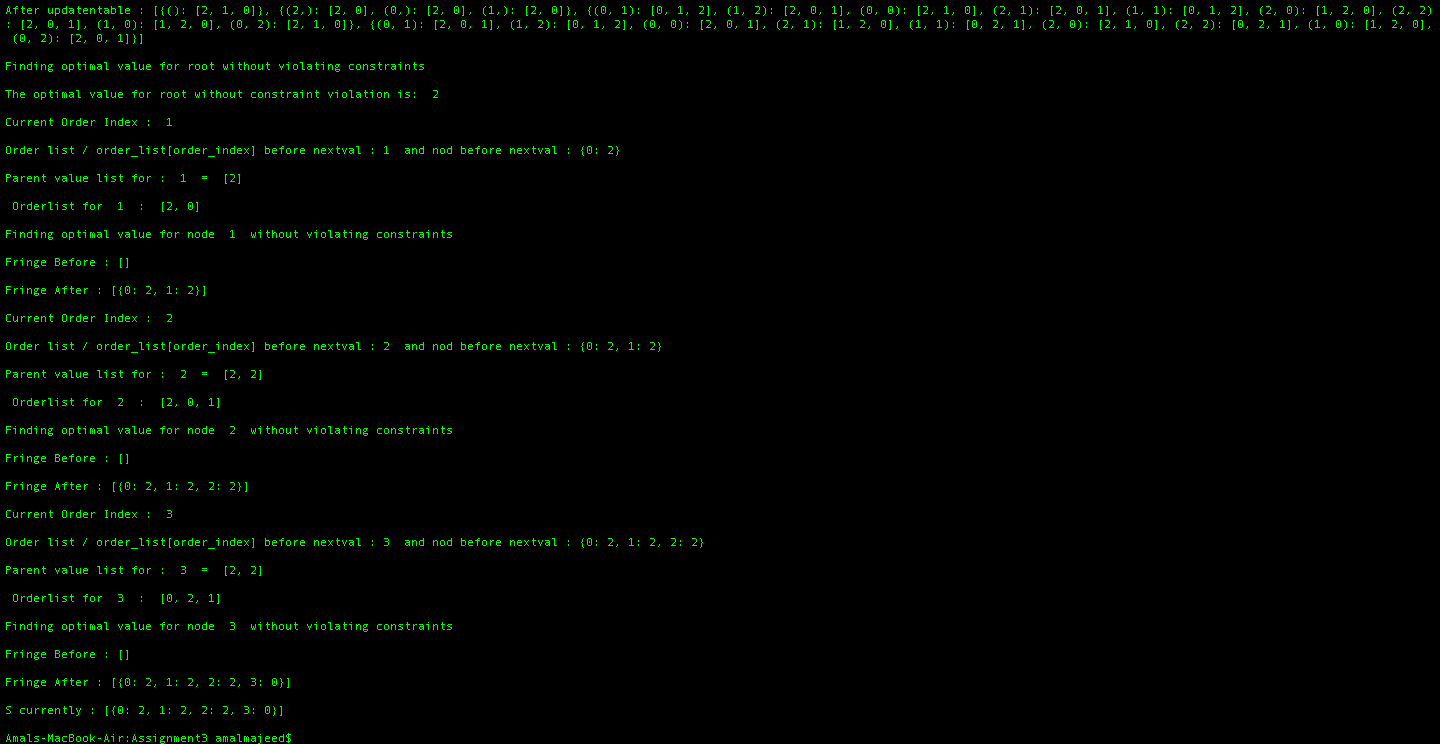 After updatentable : [{(): [2, 1, 0]}, {(2,): [2, 0], (0,): [2, 0], (1,): [2, 0]}, {(0, 1): [0, 1, 2], (1, 2): [2, 0, 1], (0, 0): [2, 1, 0], (2, 1): [2, 0, 1], (1, 1): [0, 1, 2], (2, 0): [1, 2, 0], (2, 2)
: [2, 0, 1], (1, 0): [1, 2, 0], (0, 2): [2, 1, 0]}, {(0, 1): [2, 0, 1], (1, 2): [0, 1, 2], (0, 0): [2, 0, 1], (2, 1): [1, 2, 0], (1, 1): [0, 2, 1], (2, 0): [2, 1, 0], (2, 2): [0, 2, 1], (1, 0): [1, 2, 0],
(0, 2): [2, 0, 1]}]
Finding optimal value for root without violating constraints
The optimal value for root without constraint violation is:  2
Current Order Index :  1
Order list / order_list[order_index] before nextval : 1  and nod before nextval : {0: 2}
Parent value list for :  1  =  [2]
Orderlist for  1  :  [2, 0]
Finding optimal value for node  1  without violating constraints
Fringe Before : []
Fringe After : [{0: 2, 1: 2}]
Current Order Index :  2
Order list / order_list[order_index] before nextval : 2  and nod before nextval : {0: 2, 1: 2}
Parent value list for :  2  =  [2, 2]
Orderlist for  2  :  [2, 0, 1]
Finding optimal value for node  2  without violating constraints
Fringe Before : []
Fringe After : [{0: 2, 1: 2, 2: 2}]
Current Order Index :  3
Order list / order_list[order_index] before nextval : 3  and nod before nextval : {0: 2, 1: 2, 2: 2}
Parent value list for :  3  =  [2, 2]
Orderlist for  3  :  [0, 2, 1]
Finding optimal value for node  3  without violating constraints
Fringe Before : []
Fringe After : [{0: 2, 1: 2, 2: 2, 3: 0}]
S currently : [{0: 2, 1: 2, 2: 2, 3: 0}]
Amals-MacBook-Air:Assignment3 amalmajeed$